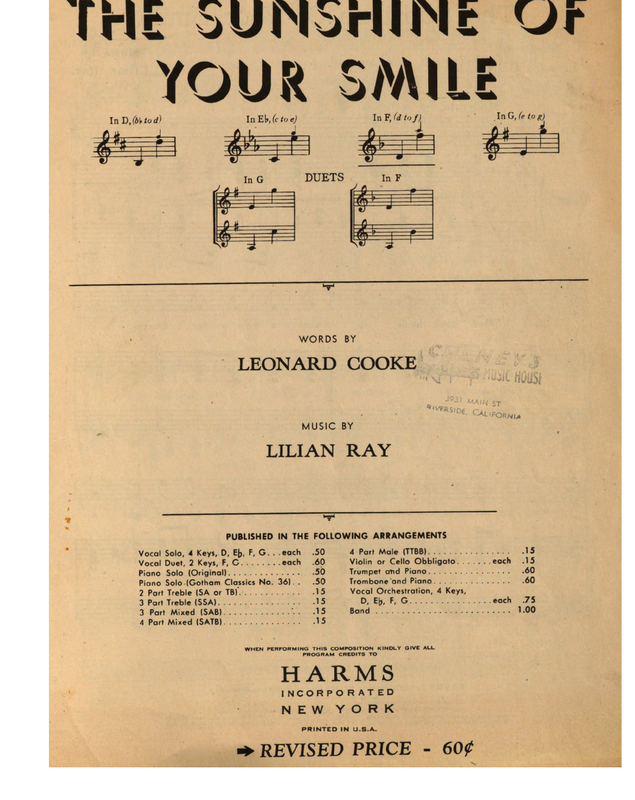 THE SUNSHINE OF
YOUR SMILE
In D, (b♭ to d) In E♭, (c to e) In F, (d to f) In G, (e to g)
In G DUETS In F
WORDS BY
LEONARD COOKE
MUSIC HOUSE
3931 MAIN ST
RIVERSIDE, CALIFORNIA
MUSIC BY
LILIAN RAY
PUBLISHED IN THE FOLLOWING ARRANGEMENTS
Vocal Solo, 4 Keys, D, E♭, F, G...each .50
Vocal Duet, 2 Keys, F, G..........each .60
Piano Solo (Original)............. .50
Piano Solo (Gotham Classics No. 36)... .50
2 Part Treble (SA or TB)............ .15
3 Part Treble (SSA)............... .15
3 Part Mixed (SAB)............... .15
4 Part Mixed (SATB)............... .15
4 Part Male (TTBB)................ .15
Violin or Cello Obbligato.......each .15
Trumpet and Piano................ .60
Trombone and Piano............... .60
Vocal Orchestration, 4 Keys,
D, E♭, F, G.................each .75
Band ........................... 1.00
WHEN PERFORMING THIS COMPOSITION KINDLY GIVE ALL
PROGRAM CREDITS TO
HARMS
INCORPORATED
NEW YORK
PRINTED IN U.S.A.
➔ REVISED PRICE - 60¢